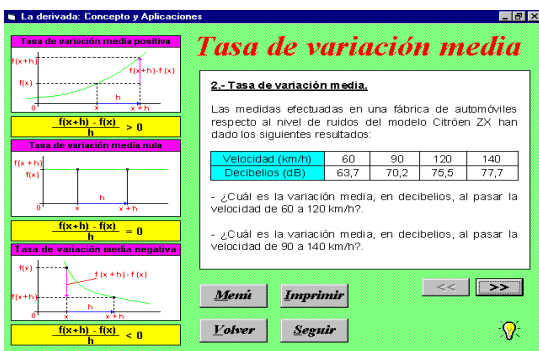 La derivada: Concepto y Aplicaciones
Tasa de variación media
Tasa de variación media positiva
f(x+h)
f(x+h)-f(x)
f(x)
h
0
x
x+h
f(x+h) - f(x)
h
> 0
Tasa de variación media nula
f(x+h)
f(x)
h
0
x
x+h
f(x+h) - f(x)
h
= 0
Tasa de variación media negativa
f(x)
f(x+h)-f(x)
f(x+h)
h
0
x
x+h
f(x+h) - f(x)
h
< 0
2.- Tasa de variación media.
Las medidas efectuadas en una fábrica de automóviles
respecto al nivel de ruidos del modelo Citröen ZX han
dado los siguientes resultados:
Velocidad (km/h) 60 90 120 140
Decibelios (dB) 63,7 70,2 75,5 77,7
- ¿Cuál es la variación media, en decibelios, al pasar la
velocidad de 60 a 120 km/h?.
- ¿Cuál es la variación media, en decibelios, al pasar la
velocidad de 90 a 140 km/h?.
Menú Imprimir << >>
Volver Seguir